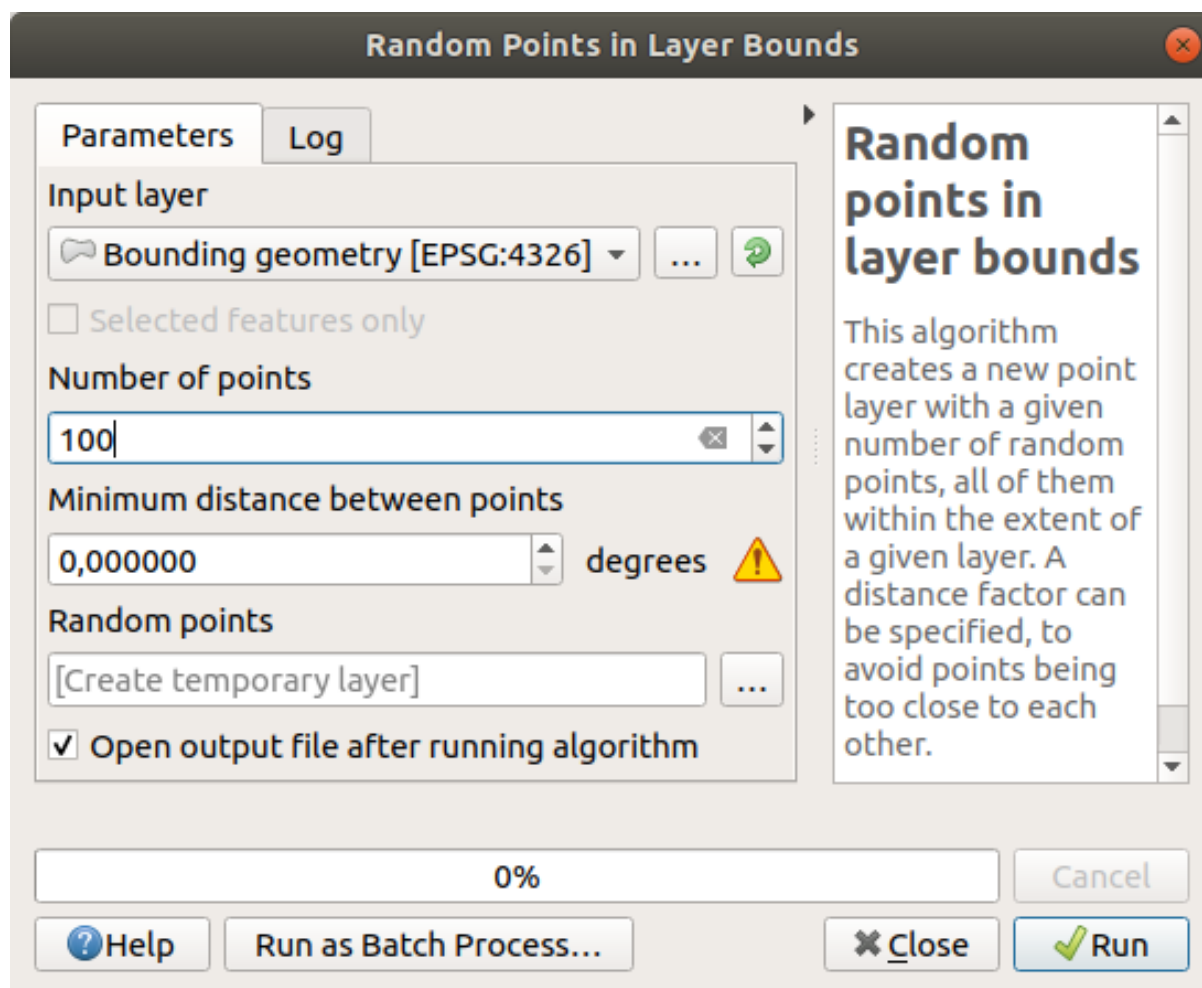 Random Points in Layer Bounds
Parameters
Log
Input layer
Bounding geometry [EPSG:4326]
...
Selected features only
Number of points
100
Minimum distance between points
0,000000
degrees
Random points
[Create temporary layer]
...
Open output file after running algorithm
Random
points in
layer bounds
This algorithm
creates a new point
layer with a given
number of random
points, all of them
within the extent of
a given layer. A
distance factor can
be specified, to
avoid points being
too close to each
other.
0%
Cancel
Help
Run as Batch Process...
Close
Run